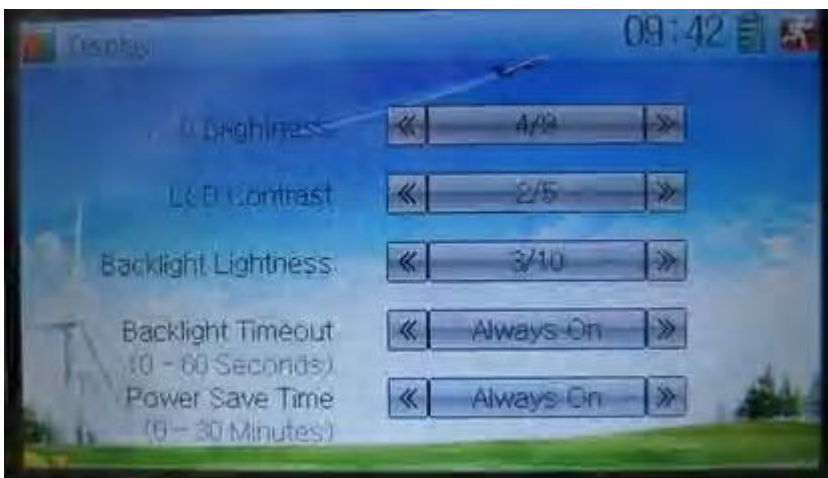 Display 09:42
Brightness « 4/9 »
LCD Contrast « 2/5 »
Backlight Lightness « 3/10 »
Backlight Timeout « Always On »
(0 - 60 Seconds)
Power Save Time « Always On »
(0 - 30 Minutes)